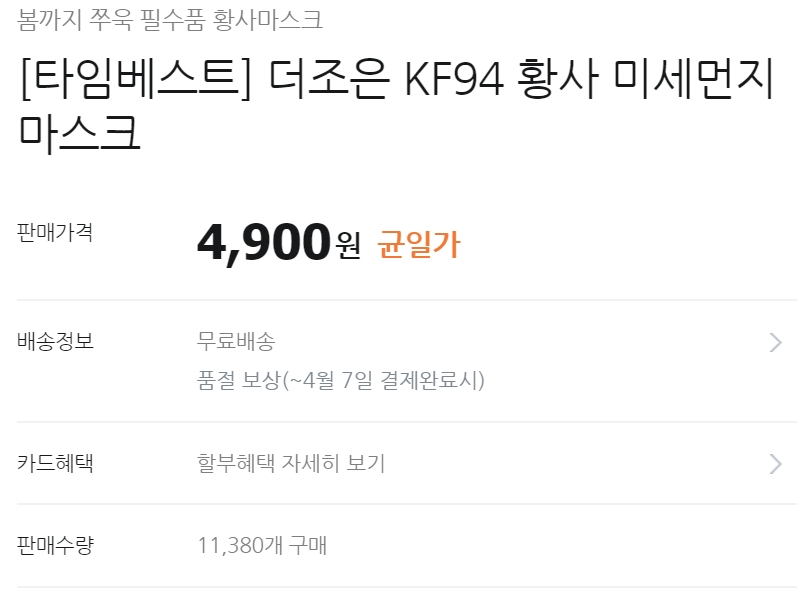 봄까지 쭈욱 필수품 황사마스크
[타임베스트] 더조은 KF94 황사 미세먼지
마스크
판매가격 4,900원 균일가
배송정보 무료배송
품절 보상(~4월 7일 결제완료시)
카드혜택 할부혜택 자세히 보기
판매수량 11,380개 구매